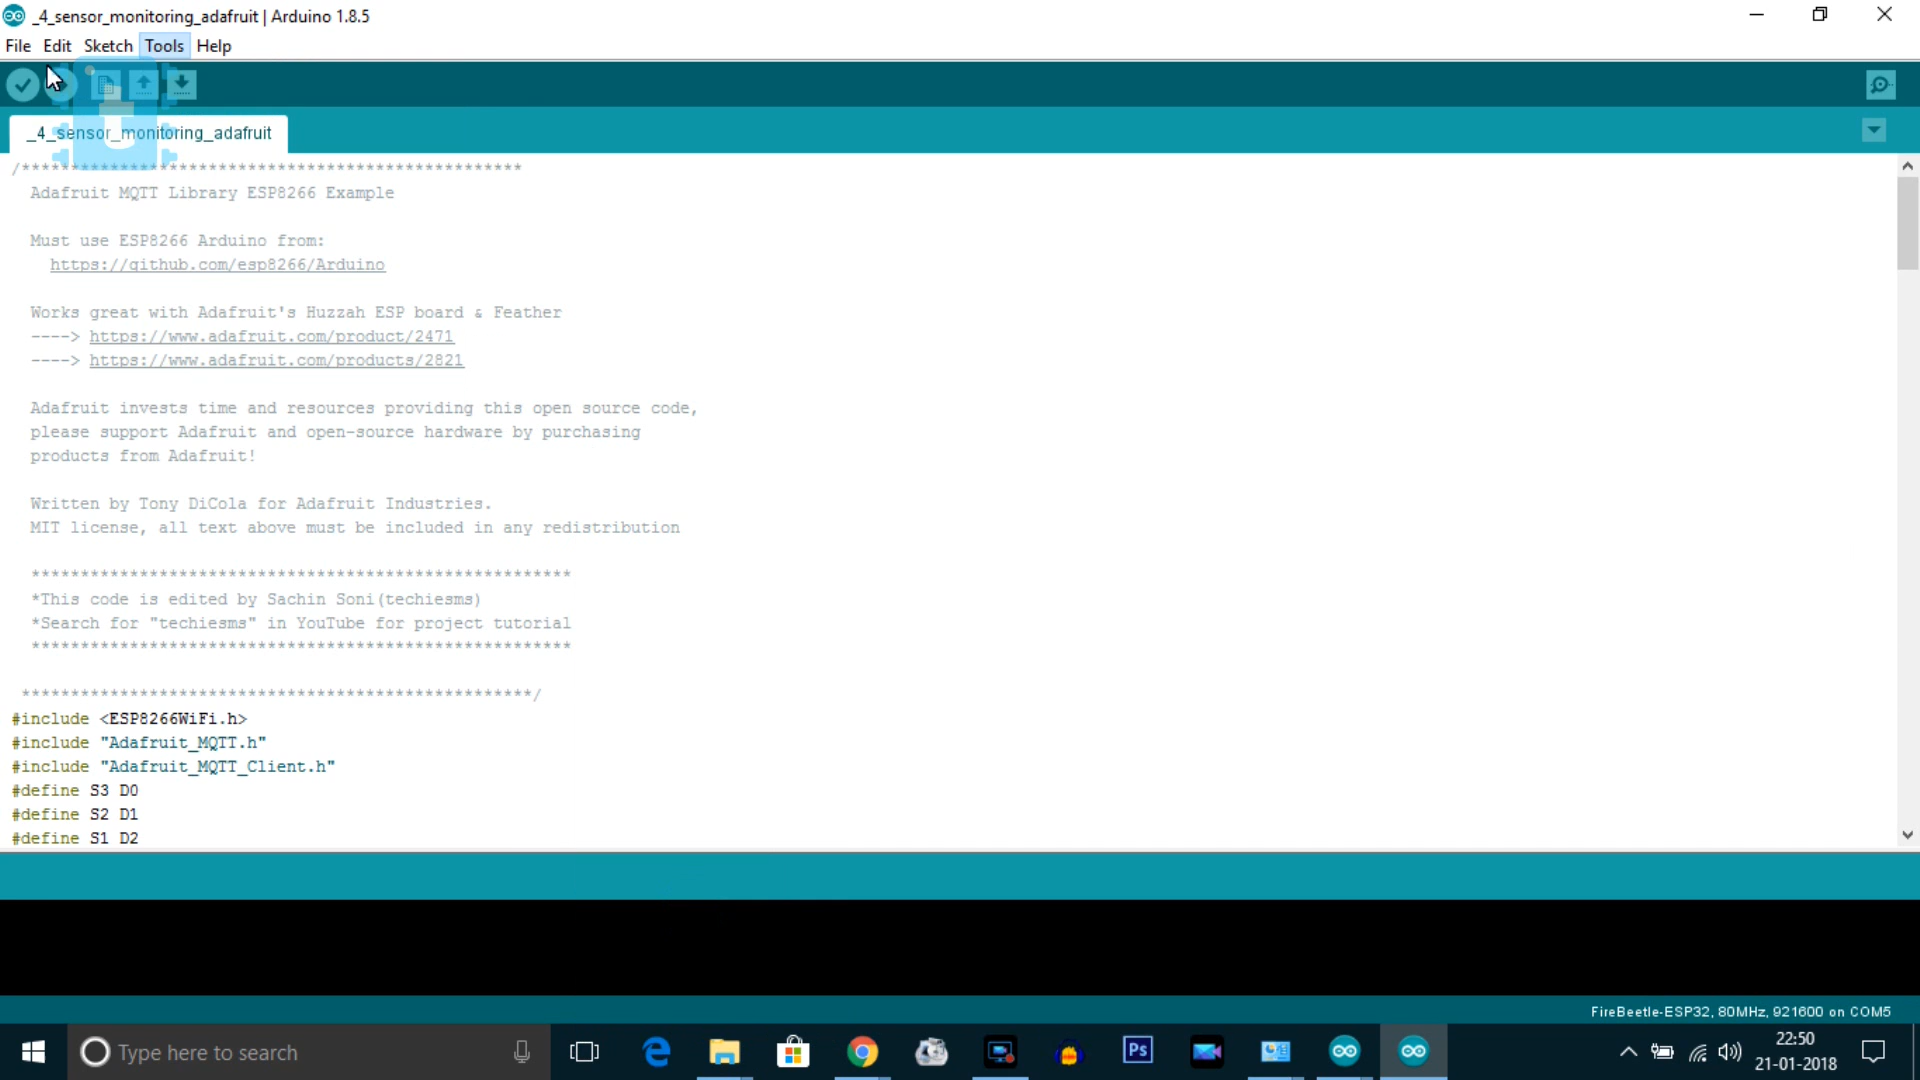 _4_sensor_monitoring_adafruit | Arduino 1.8.5
File Edit Sketch Tools Help
_4_sensor_monitoring_adafruit
/***************************************************
Adafruit MQTT Library ESP8266 Example
Must use ESP8266 Arduino from:
https://github.com/esp8266/Arduino
Works great with Adafruit's Huzzah ESP board & Feather
----> https://www.adafruit.com/product/2471
----> https://www.adafruit.com/products/2821
Adafruit invests time and resources providing this open source code,
please support Adafruit and open-source hardware by purchasing
products from Adafruit!
Written by Tony DiCola for Adafruit Industries.
MIT license, all text above must be included in any redistribution
*******************************************************
*This code is edited by Sachin Soni(techiesms)
*Search for "techiesms" in YouTube for project tutorial
*******************************************************
****************************************************/
#include <ESP8266WiFi.h>
#include "Adafruit_MQTT.h"
#include "Adafruit_MQTT_Client.h"
#define S3 D0
#define S2 D1
#define S1 D2
FireBeetle-ESP32, 80MHz, 921600 on COM5
Type here to search
Ps
22:50
21-01-2018